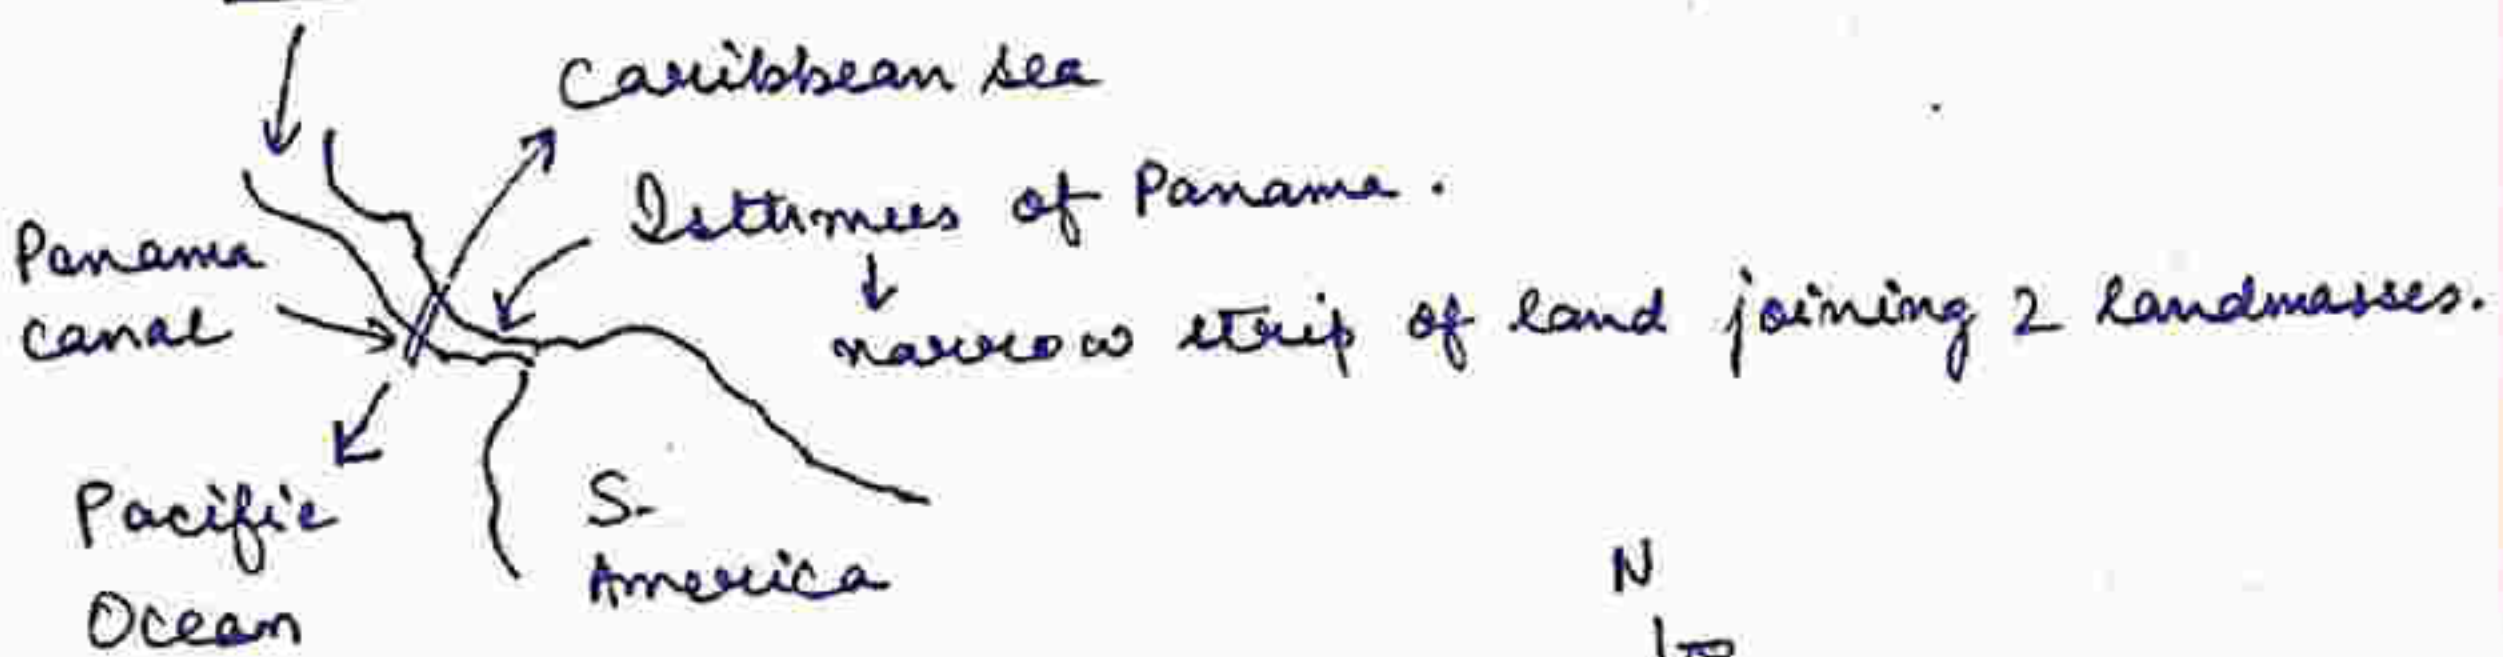 Caribbean Sea
Isthmus of Panama.
Panama
Canal
narrow strip of land joining 2 landmasses.
Pacific
Ocean
S.
America
N